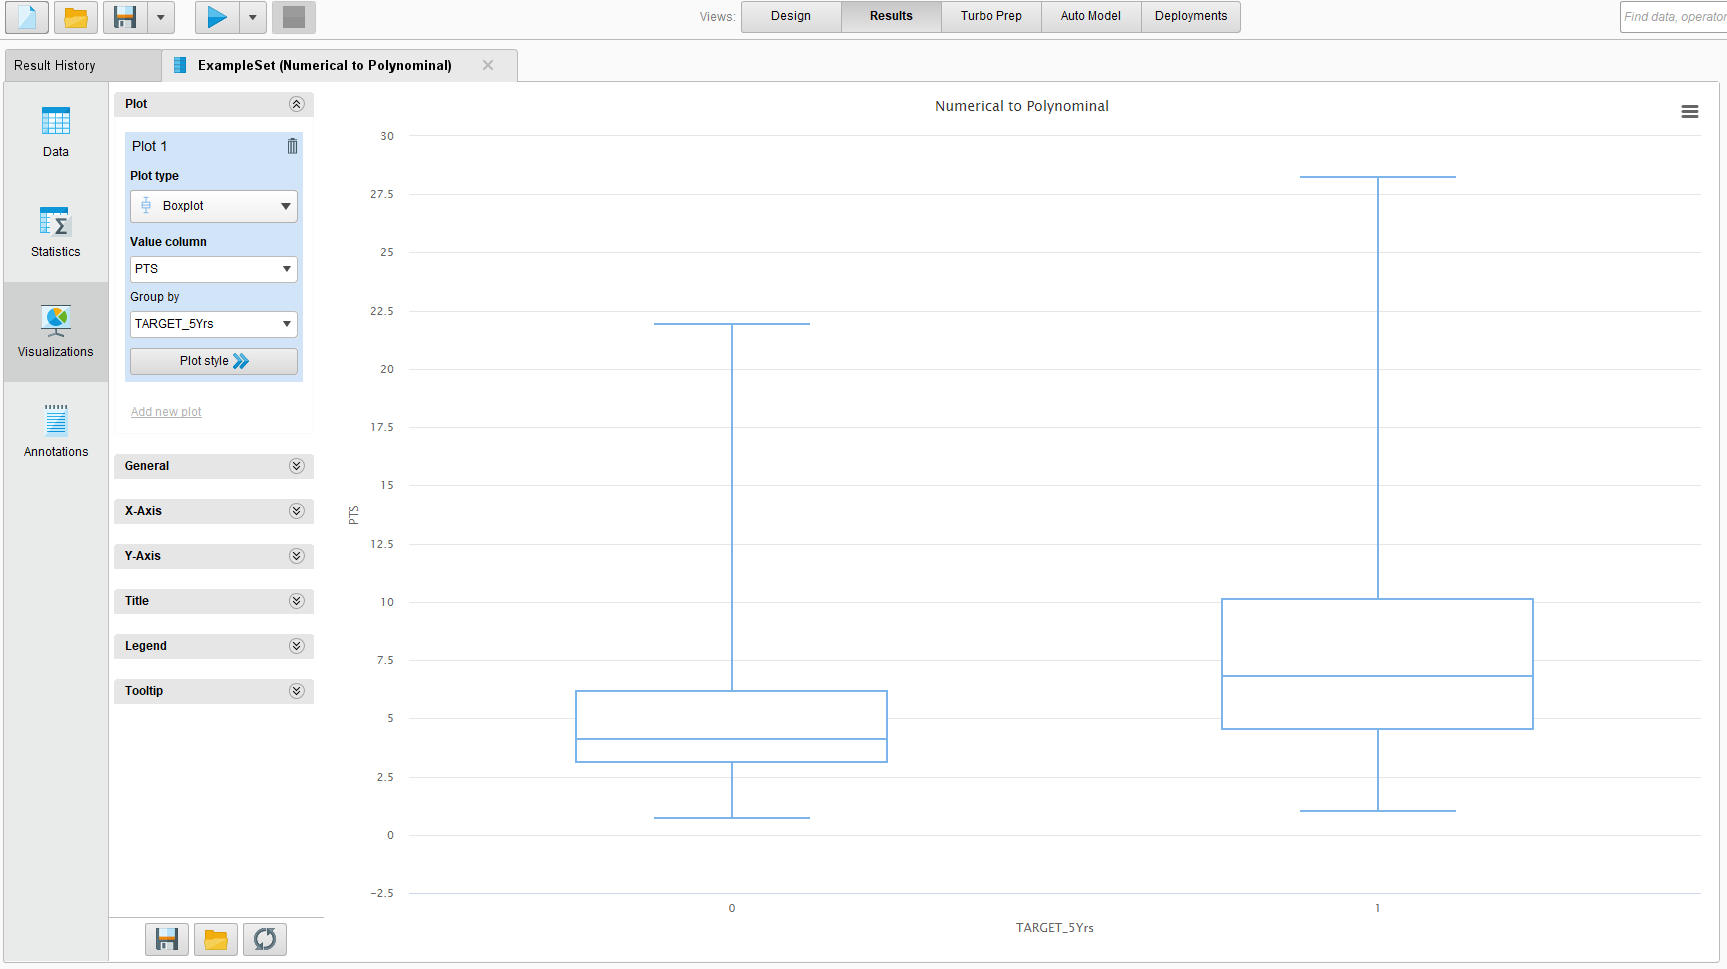 Views:
Design
Results
Turbo Prep
Auto Model
Deployments
Find data, operator
Result History
ExampleSet (Numerical to Polynominal)
Data
Statistics
Visualizations
Annotations
Plot
Plot 1
Plot type
Boxplot
Value column
PTS
Group by
TARGET_5Yrs
Plot style
Add new plot
General
X-Axis
Y-Axis
Title
Legend
Tooltip
Numerical to Polynominal
30
27.5
25
22.5
20
17.5
15
12.5
10
7.5
5
2.5
0
−2.5
PTS
0
1
TARGET_5Yrs